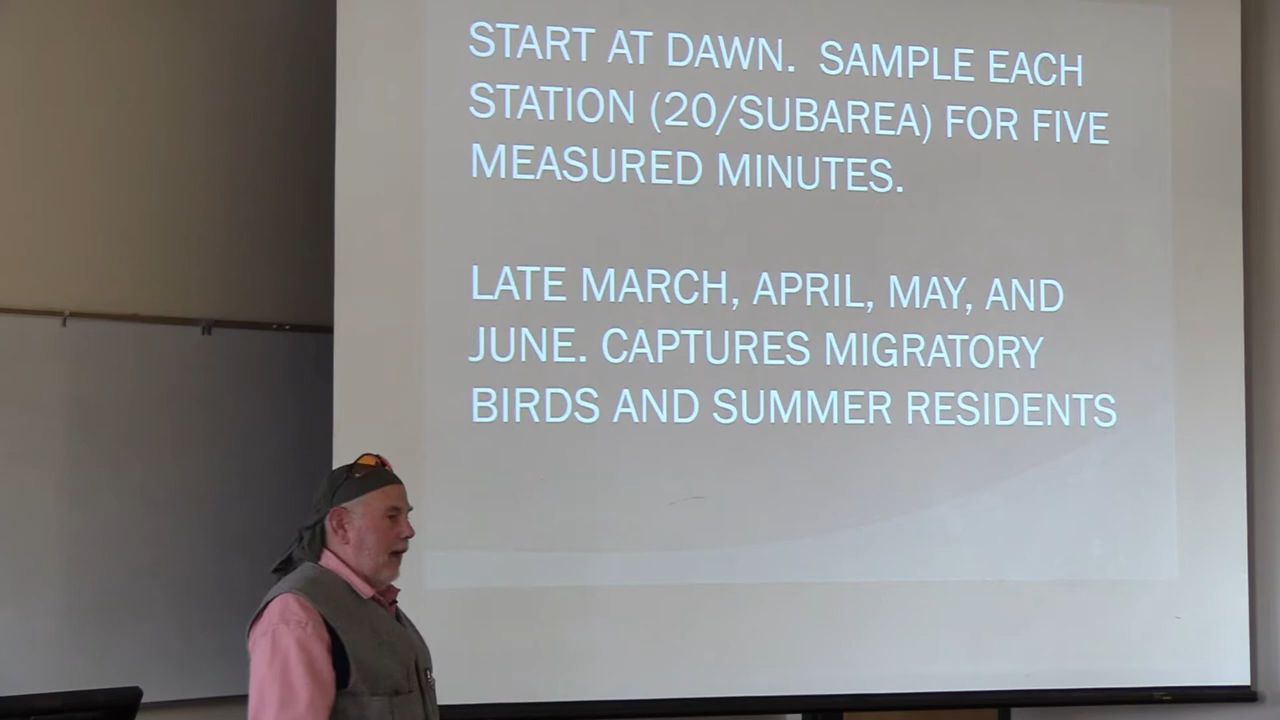 START AT DAWN. SAMPLE EACH
STATION (20/SUBAREA) FOR FIVE
MEASURED MINUTES.
LATE MARCH, APRIL, MAY, AND
JUNE. CAPTURES MIGRATORY
BIRDS AND SUMMER RESIDENTS